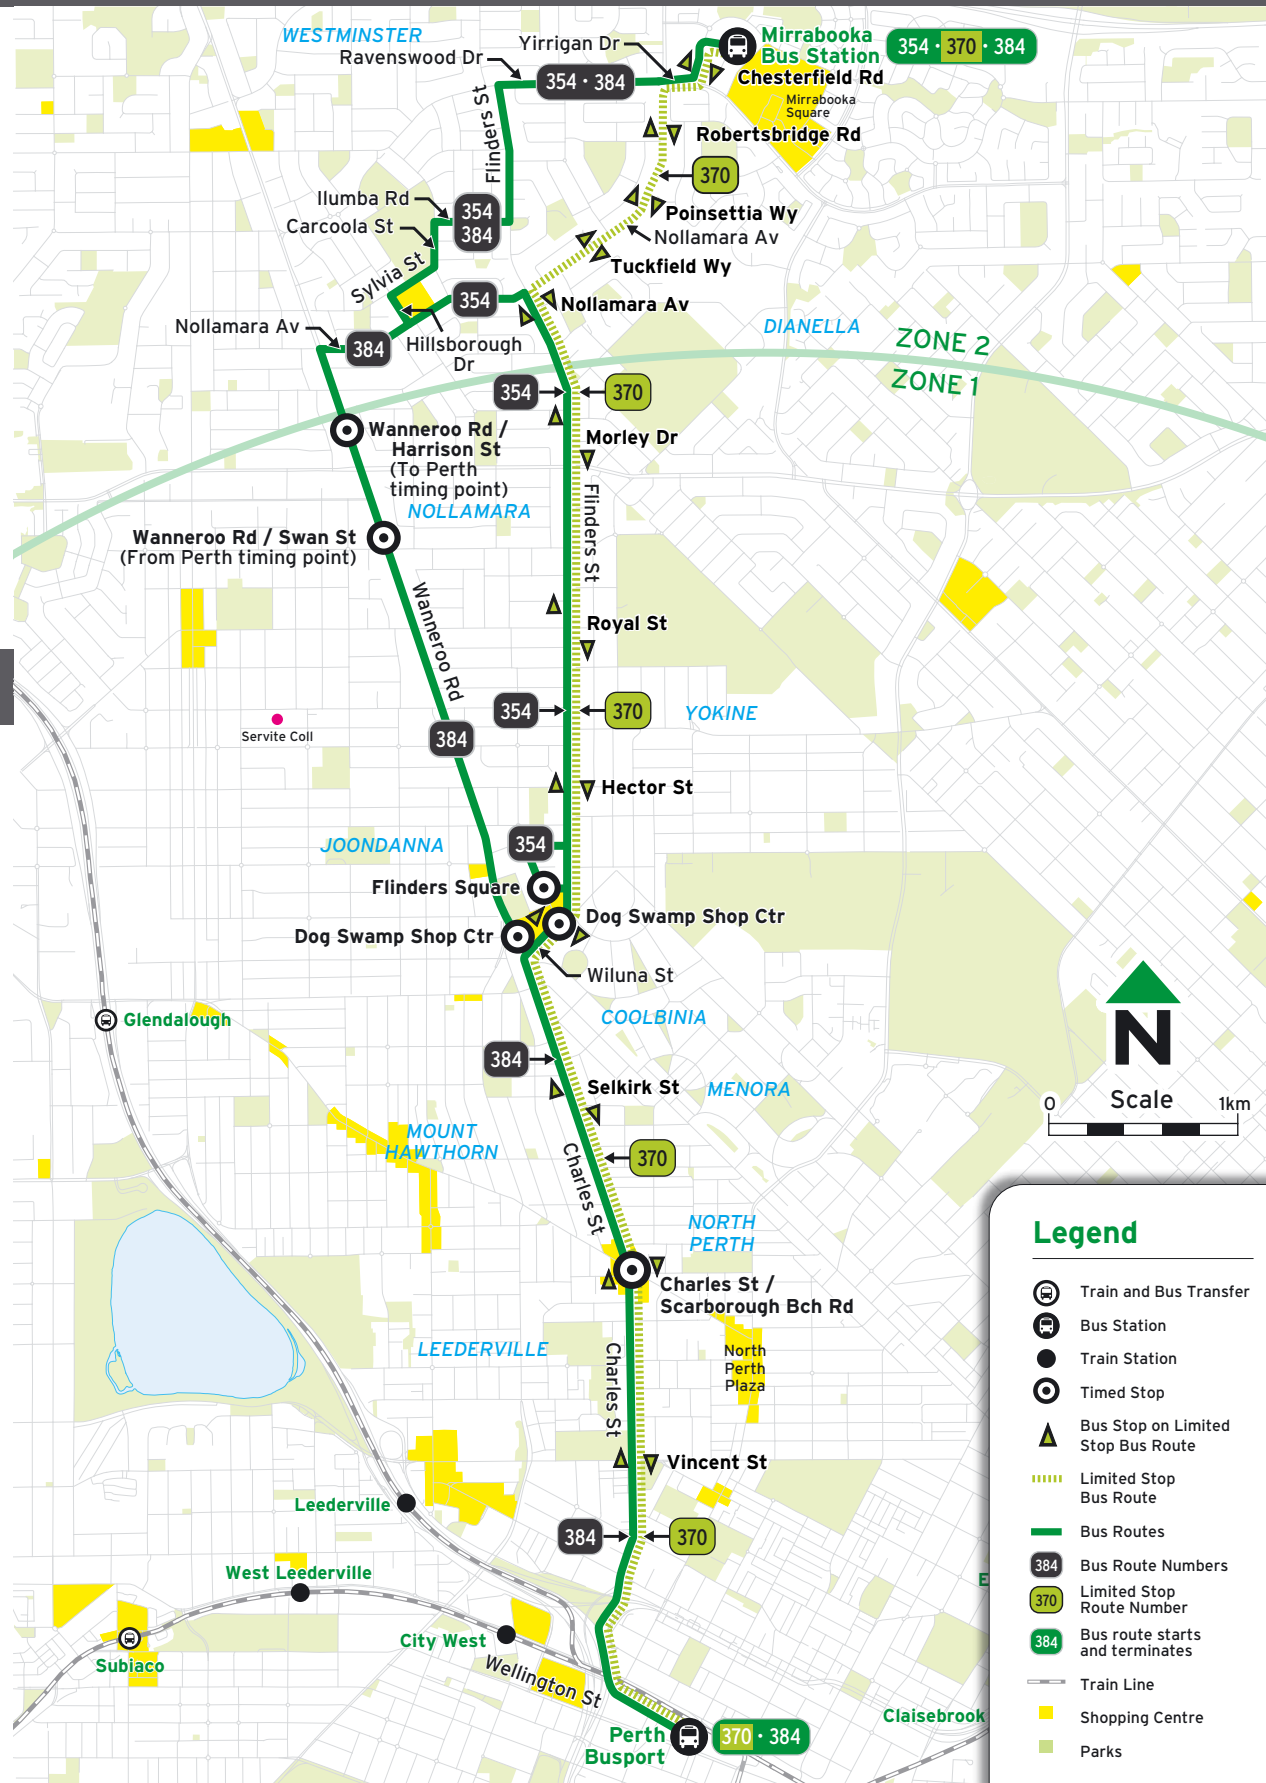 WESTMINSTER
Ravenswood Dr
Yirrigan Dr
Mirrabooka
Bus Station
354 · 370 · 384
Chesterfield Rd
354 · 384
Mirrabooka
Square
Flinders St
Robertsbridge Rd
370
Ilumba Rd
354
384
Carcoola St
Poinsettia Wy
Nollamara Av
Tuckfield Wy
Sylvia St
354
Nollamara Av
Nollamara Av
384
Hillsborough
Dr
DIANELLA
ZONE 2
ZONE 1
354
370
Wanneroo Rd /
Harrison St
(To Perth
timing point)
Morley Dr
NOLLAMARA
Wanneroo Rd / Swan St
(From Perth timing point)
Flinders St
Wanneroo Rd
Royal St
354
370
YOKINE
Servite Coll
384
Hector St
JOONDANNA
354
Flinders Square
Dog Swamp Shop Ctr
Dog Swamp Shop Ctr
Wiluna St
Glendalough
COOLBINIA
384
Selkirk St
MENORA
N
Scale
0
1km
MOUNT
HAWTHORN
Charles St
370
NORTH
PERTH
Charles St /
Scarborough Bch Rd
LEEDERVILLE
Charles St
North
Perth
Plaza
Vincent St
Leederville
384
370
West Leederville
E
City West
Subiaco
Wellington St
Claisebrook
Perth
Busport
370 · 384
Legend
Train and Bus Transfer
Bus Station
Train Station
Timed Stop
Bus Stop on Limited
Stop Bus Route
Limited Stop
Bus Route
Bus Routes
384
Bus Route Numbers
370
Limited Stop
Route Number
384
Bus route starts
and terminates
Train Line
Shopping Centre
Parks